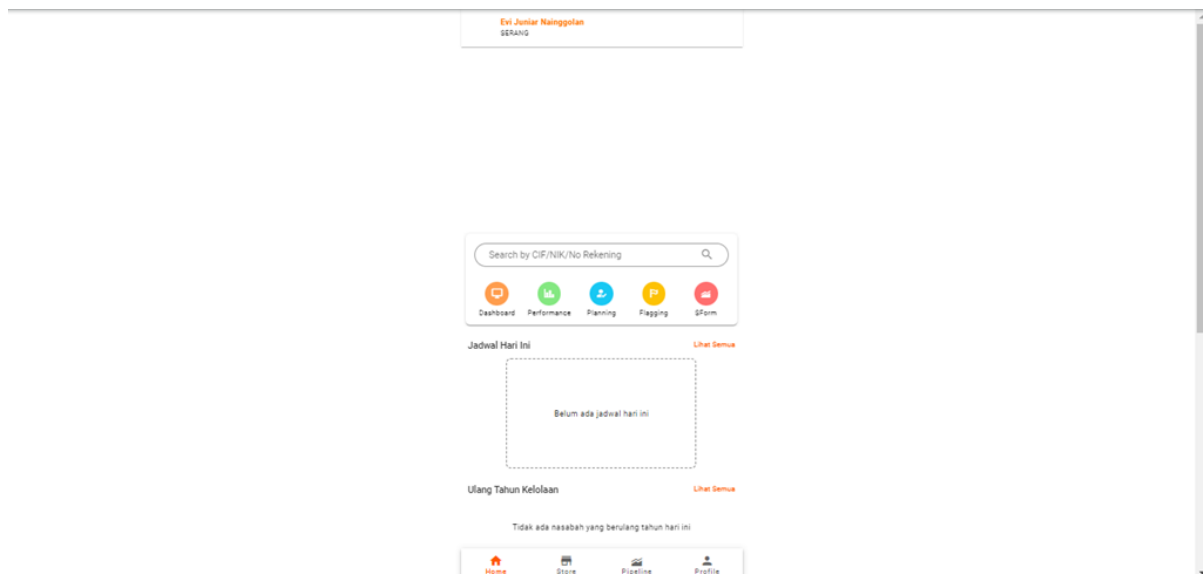 Evi Juniar Nainggolan
SERANG
Search by CIF/NIK/No Rekening
Dashboard Performance Planning Flagging SForm
Jadwal Hari Ini Lihat Semua
Belum ada jadwal hari ini
Ulang Tahun Kelolaan Lihat Semua
Tidak ada nasabah yang berulang tahun hari ini
Home Store Pipeline Profile